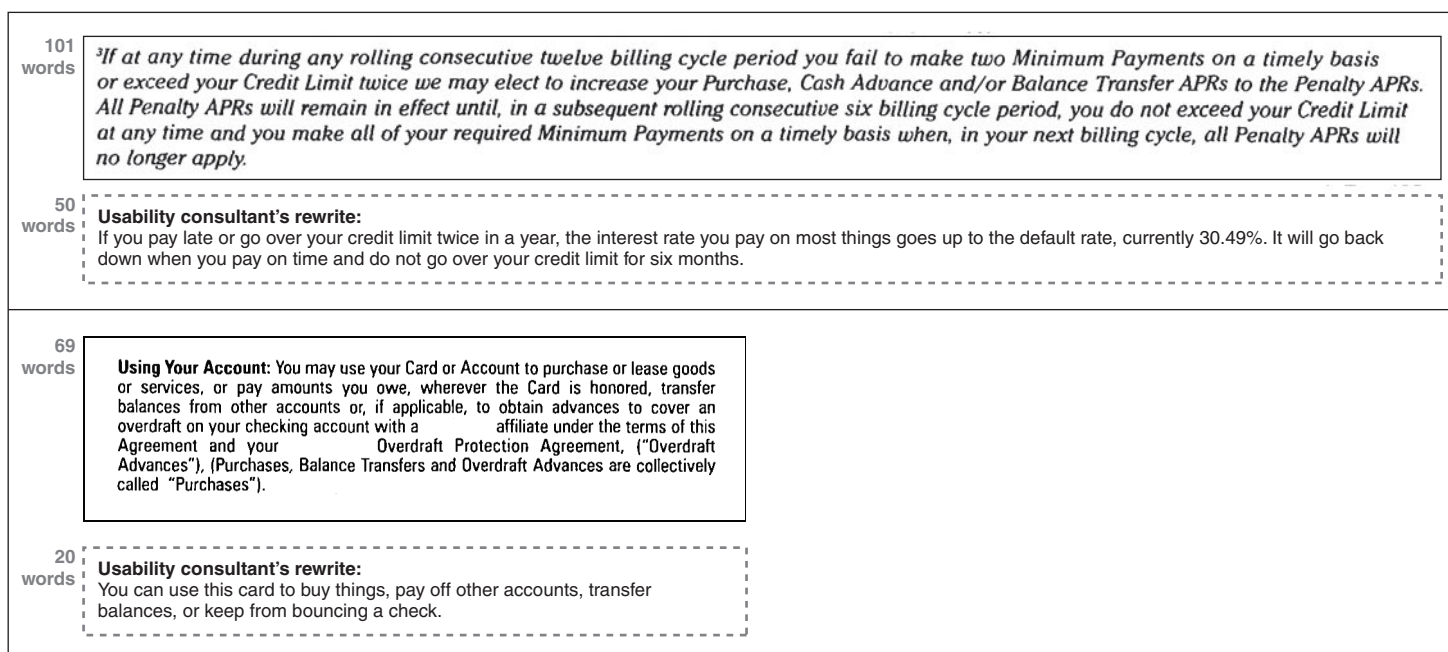 101
words
³If at any time during any rolling consecutive twelve billing cycle period you fail to make two Minimum Payments on a timely basis
or exceed your Credit Limit twice we may elect to increase your Purchase, Cash Advance and/or Balance Transfer APRs to the Penalty APRs.
All Penalty APRs will remain in effect until, in a subsequent rolling consecutive six billing cycle period, you do not exceed your Credit Limit
at any time and you make all of your required Minimum Payments on a timely basis when, in your next billing cycle, all Penalty APRs will
no longer apply.
50
words
Usability consultant's rewrite:
If you pay late or go over your credit limit twice in a year, the interest rate you pay on most things goes up to the default rate, currently 30.49%. It will go back
down when you pay on time and do not go over your credit limit for six months.
69
words
Using Your Account: You may use your Card or Account to purchase or lease goods
or services, or pay amounts you owe, wherever the Card is honored, transfer
balances from other accounts or, if applicable, to obtain advances to cover an
overdraft on your checking account with a affiliate under the terms of this
Agreement and your Overdraft Protection Agreement, ("Overdraft
Advances"), (Purchases, Balance Transfers and Overdraft Advances are collectively
called "Purchases").
20
words
Usability consultant's rewrite:
You can use this card to buy things, pay off other accounts, transfer
balances, or keep from bouncing a check.